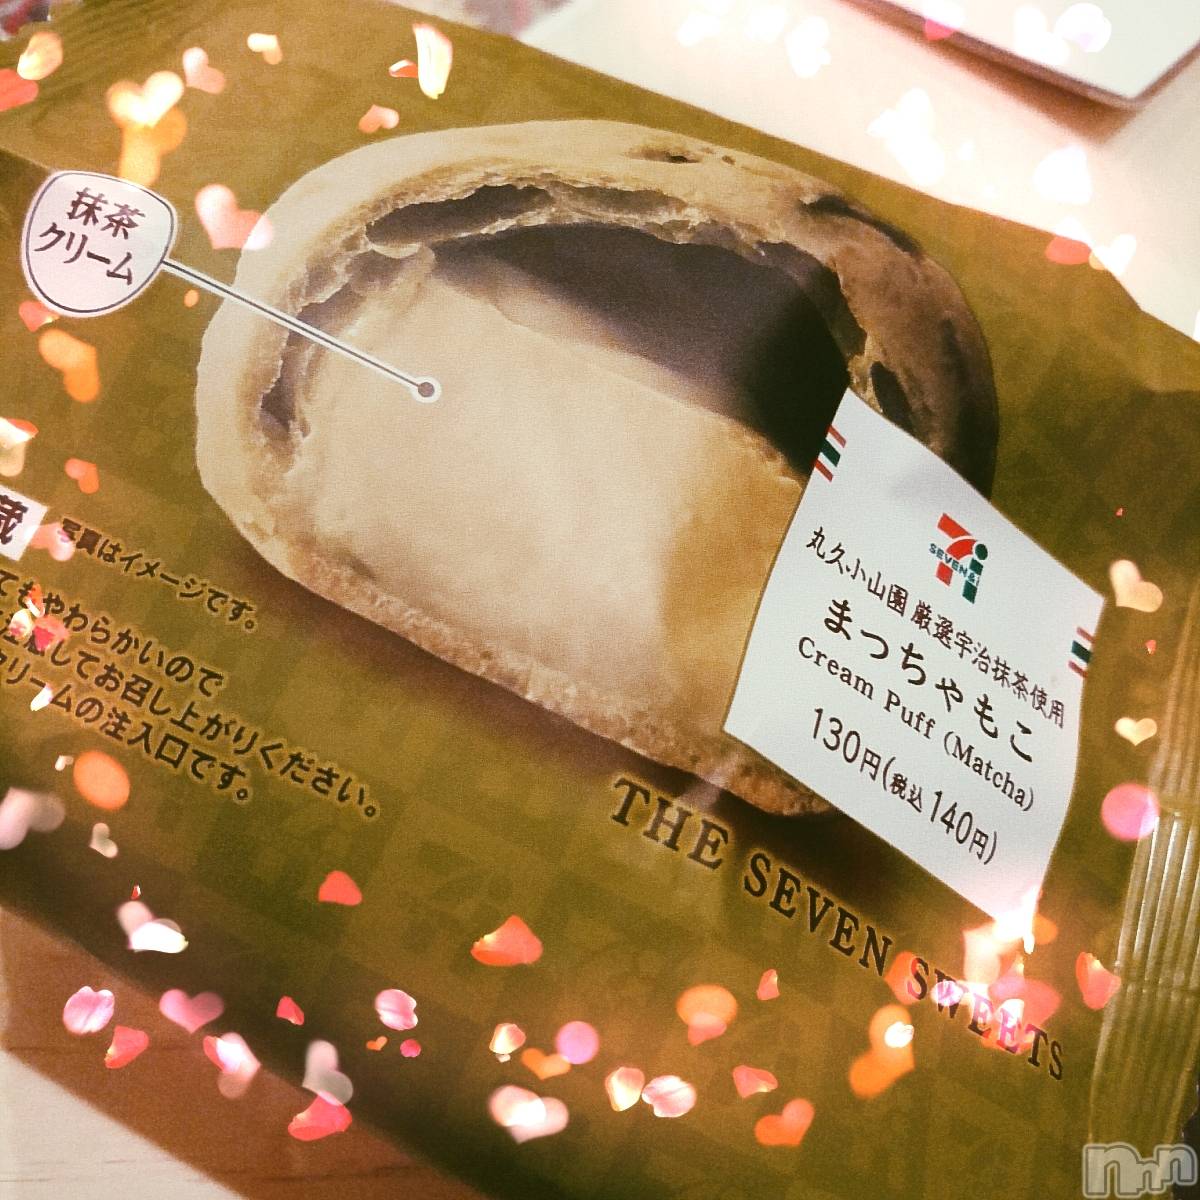 抹茶
クリーム
蔵
写真はイメージです。
てもやわらかいので
注意してお召し上がりください。
クリームの注入口です。
SEVEN&i
丸久小山園 厳選宇治抹茶使用
まっちゃもこ
Cream Puff (Matcha)
130円(税込140円)
THE SEVEN SWEETS
nnn